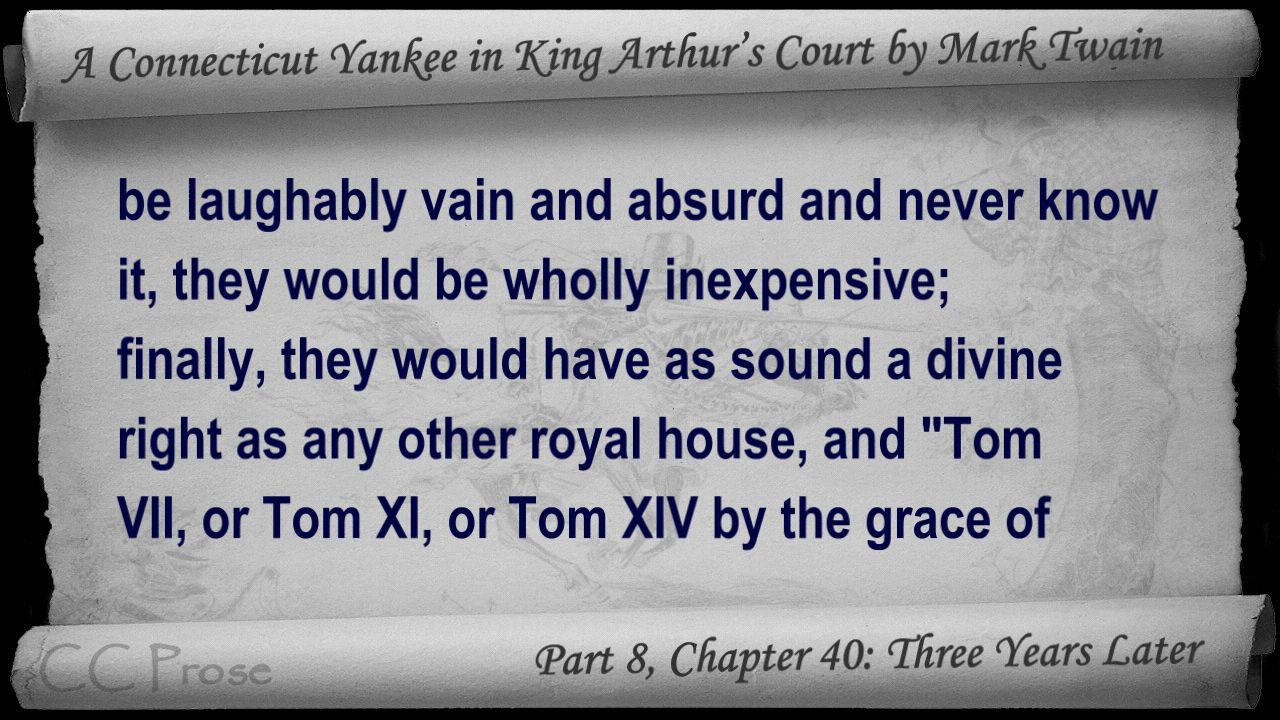 A Connecticut Yankee in King Arthur's Court by Mark Twain
be laughably vain and absurd and never know
it, they would be wholly inexpensive;
finally, they would have as sound a divine
right as any other royal house, and "Tom
VII, or Tom XI, or Tom XIV by the grace of
CC Prose
Part 8, Chapter 40: Three Years Later